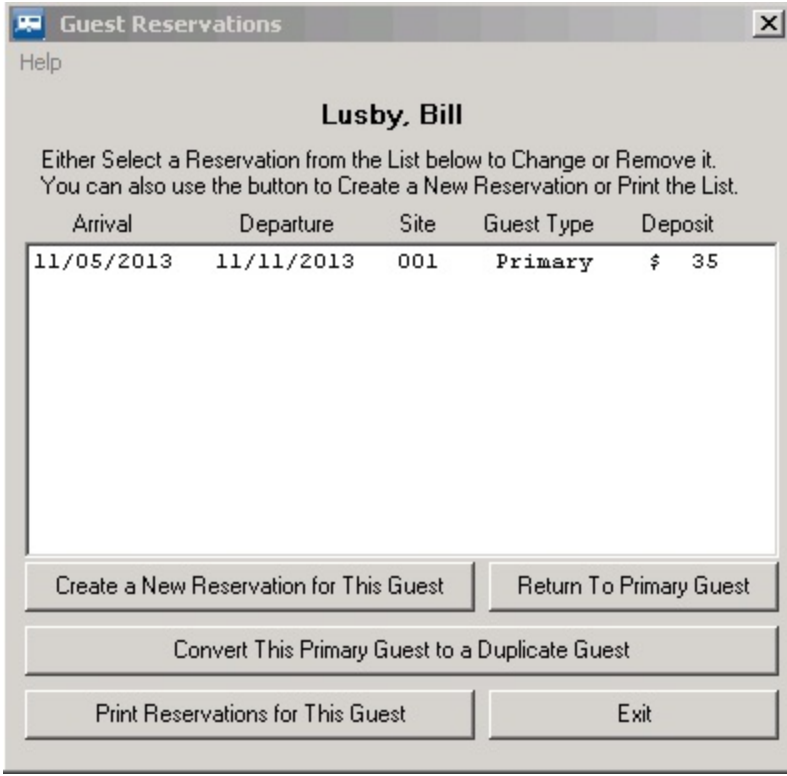 Guest Reservations
Help
Lusby, Bill
Either Select a Reservation from the List below to Change or Remove it.
You can also use the button to Create a New Reservation or Print the List.
Arrival Departure Site Guest Type Deposit
11/05/2013 11/11/2013 001 Primary $ 35
Create a New Reservation for This Guest Return To Primary Guest
Convert This Primary Guest to a Duplicate Guest
Print Reservations for This Guest Exit